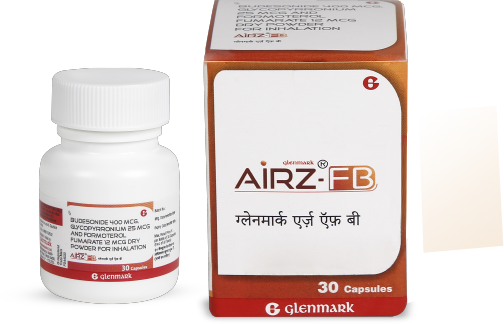 BUDESONIDE 400 MCG,
GLYCOPYRRONIUM
25 MCG AND
FORMOTEROL
FUMARATE 12 MCG
DRY POWDER
FOR INHALATION
AIRZ-FB
G
glenmark
AIRZ-FB®
ग्लेनमार्क एर्ज़ ऍफ़ बी
30 Capsules
G glenmark
BUDESONIDE 400 MCG,
GLYCOPYRRONIUM 25 MCG
AND FORMOTEROL
FUMARATE 12 MCG DRY
POWDER FOR INHALATION
AIRZ-FB
30 Capsules
G glenmark